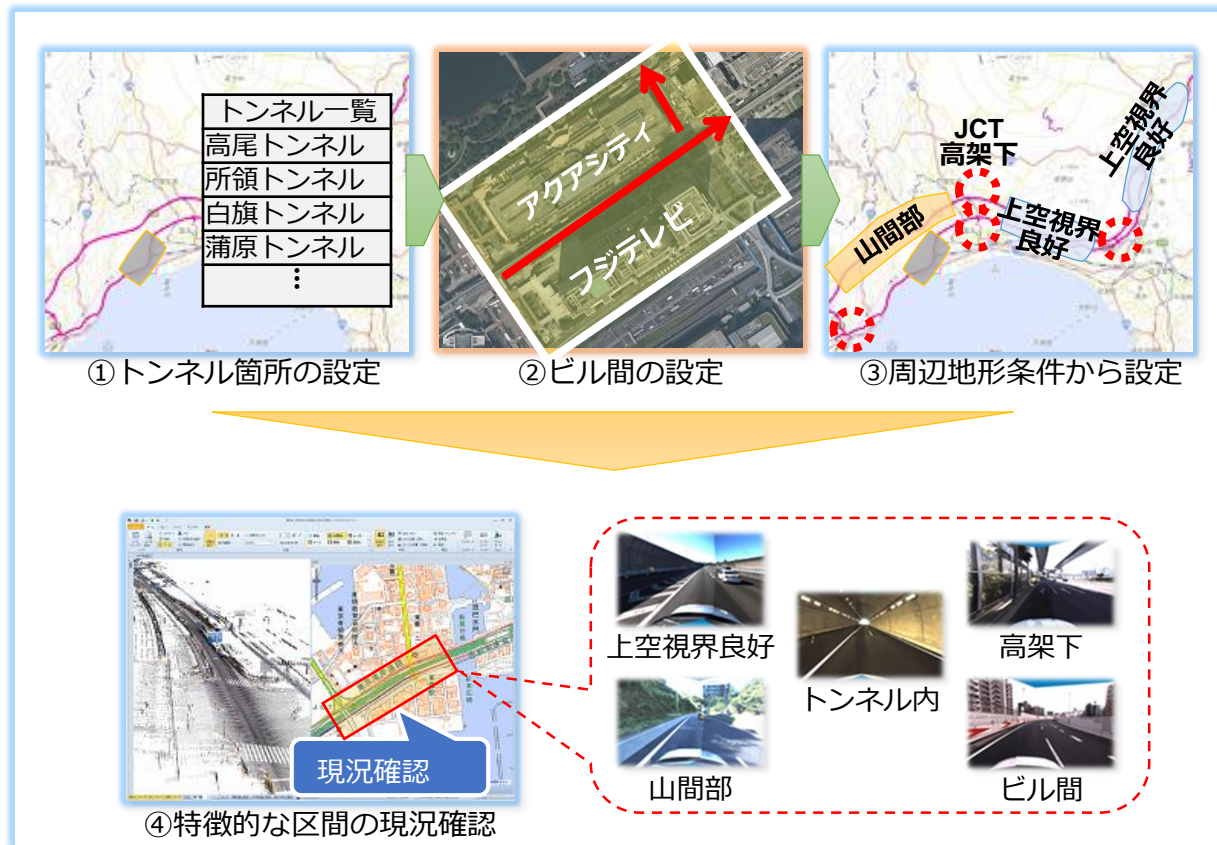 トンネル一覧
高尾トンネル
所領トンネル
白旗トンネル
蒲原トンネル
⋮
①トンネル箇所の設定
アクアシティ
フジテレビ
②ビル間の設定
JCT
高架下
上空視界
良好
上空視界
良好
山間部
③周辺地形条件から設定
現況確認
④特徴的な区間の現況確認
上空視界良好
トンネル内
高架下
山間部
ビル間